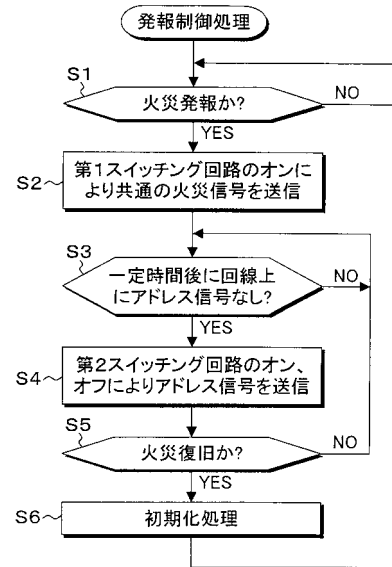 発報制御処理
S1
火災発報か?
NO
YES
S2
第1スイッチング回路のオンに
より共通の火災信号を送信
S3
一定時間後に回線上
にアドレス信号なし?
NO
YES
S4
第2スイッチング回路のオン、
オフによりアドレス信号を送信
S5
火災復旧か?
NO
YES
S6
初期化処理